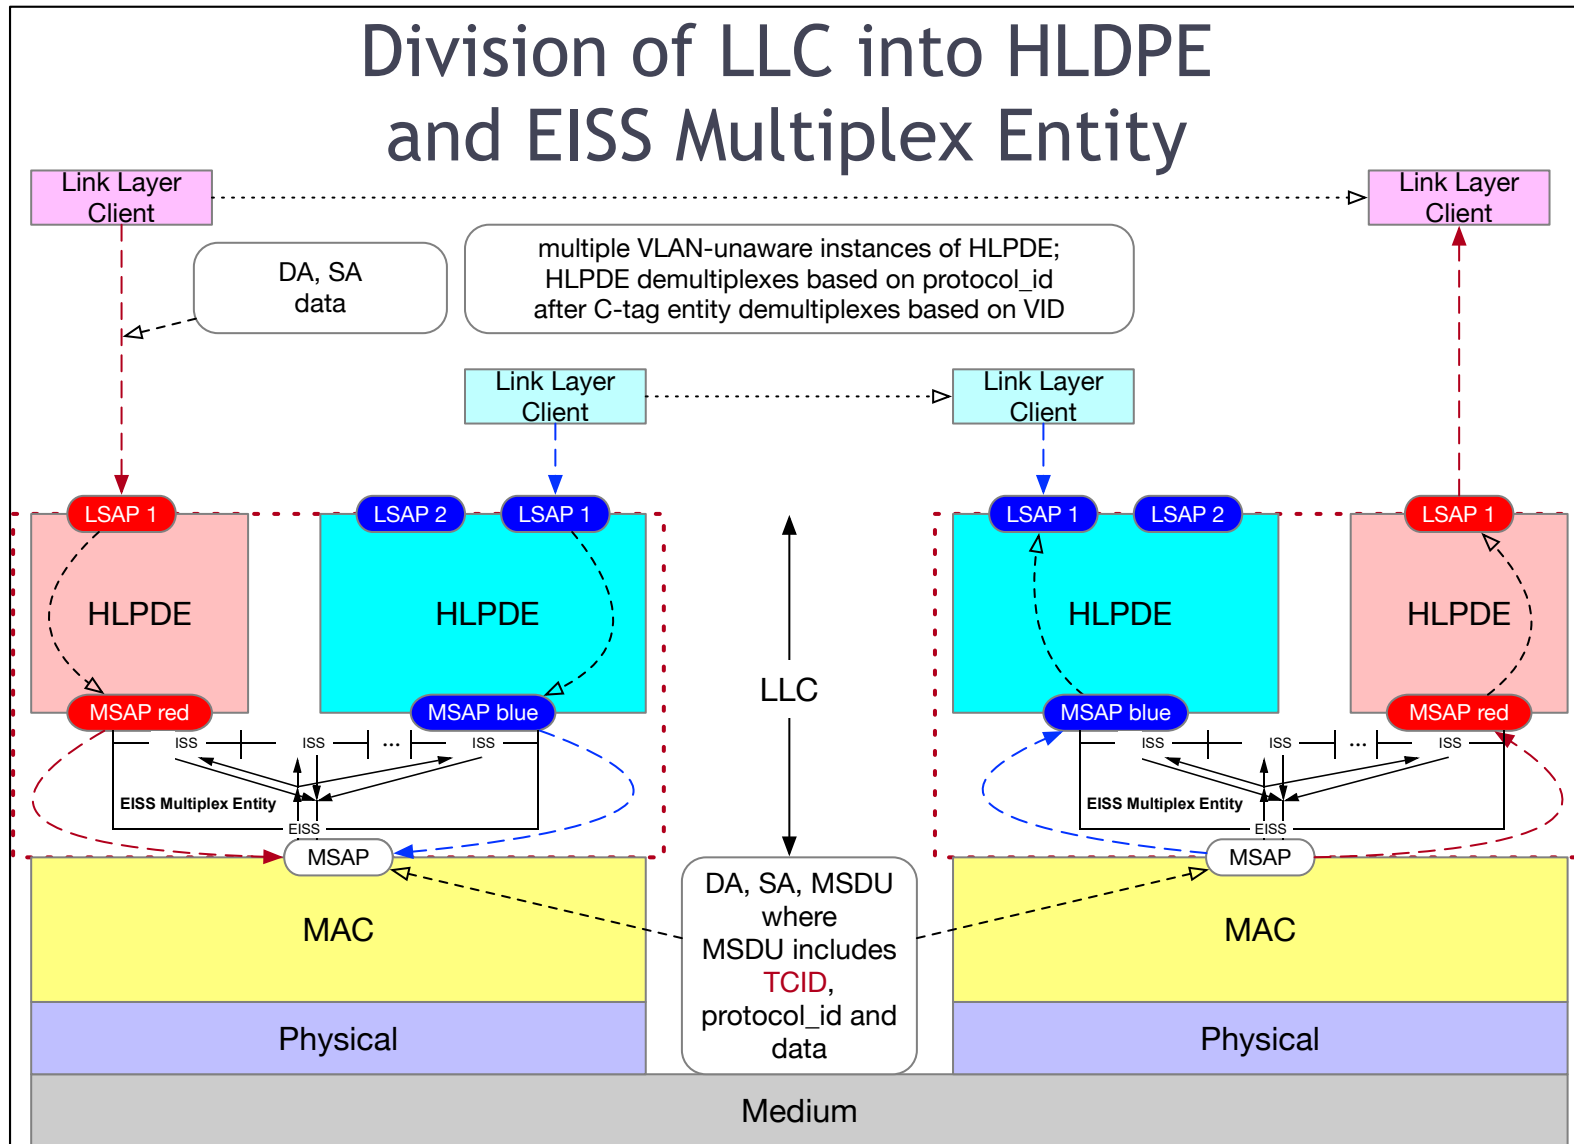 Division of LLC into HLDPE
and EISS Multiplex Entity
Link Layer
Client
Link Layer
Client
DA, SA
data
multiple VLAN-unaware instances of HLPDE;
HLPDE demultiplexes based on protocol_id
after C-tag entity demultiplexes based on VID
Link Layer
Client
Link Layer
Client
LSAP 1
LSAP 2
LSAP 1
LSAP 1
LSAP 2
LSAP 1
HLPDE
HLPDE
HLPDE
HLPDE
LLC
MSAP red
MSAP blue
MSAP blue
MSAP red
ISS
ISS
...
ISS
ISS
ISS
...
ISS
EISS Multiplex Entity
EISS Multiplex Entity
EISS
EISS
MSAP
MSAP
DA, SA, MSDU
where
MSDU includes
TCID,
protocol_id and
data
MAC
MAC
Physical
Physical
Medium